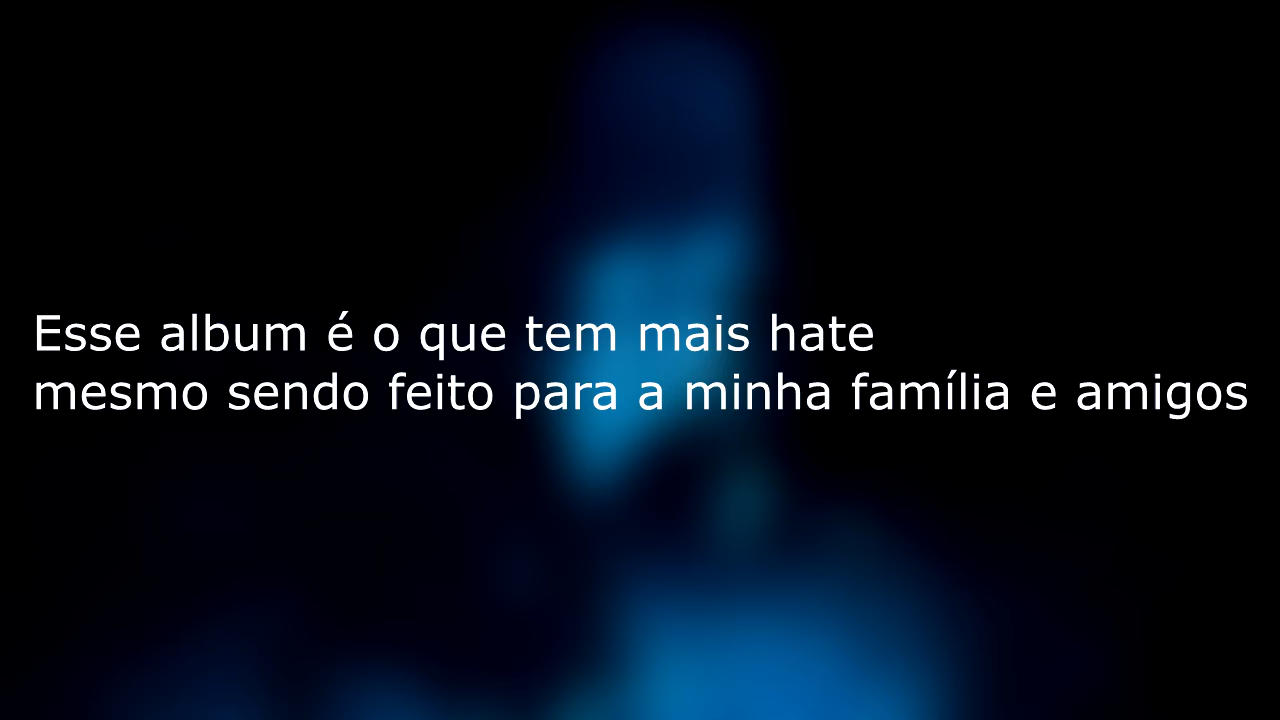 Esse album é o que tem mais hate
mesmo sendo feito para a minha família e amigos